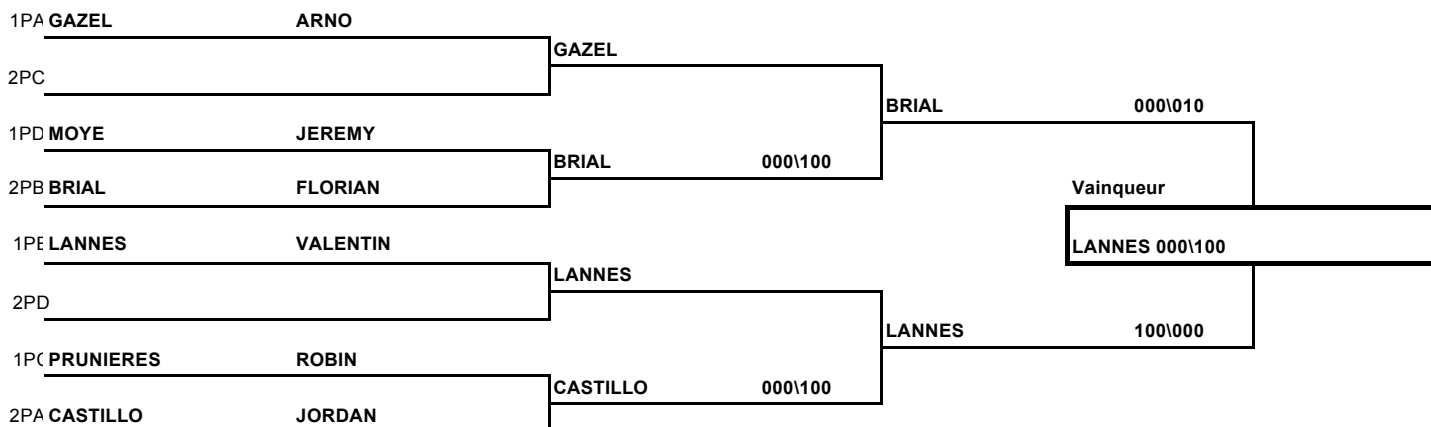 1PA GAZEL ARNO
GAZEL
2PC
BRIAL 000\010
1PD MOYE JEREMY
BRIAL 000\100
2PB BRIAL FLORIAN
Vainqueur
1PE LANNES VALENTIN
LANNES 000\100
LANNES
2PD
LANNES 100\000
1PC PRUNIERES ROBIN
CASTILLO 000\100
2PA CASTILLO JORDAN